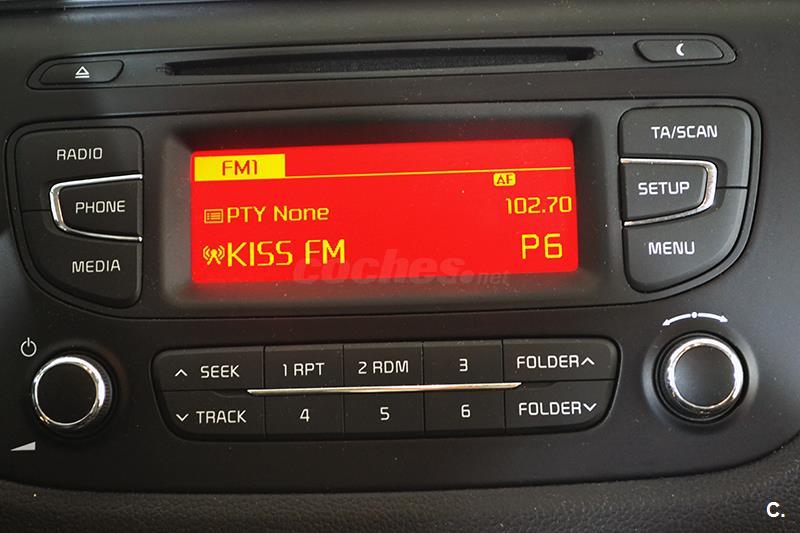 RADIO
PHONE
MEDIA
FM1
AF
PTY None
102.70
KISS FM
P6
coches.net
TA/SCAN
SETUP
MENU
SEEK
1 RPT
2 RDM
3
FOLDER
TRACK
4
5
6
FOLDER
C.